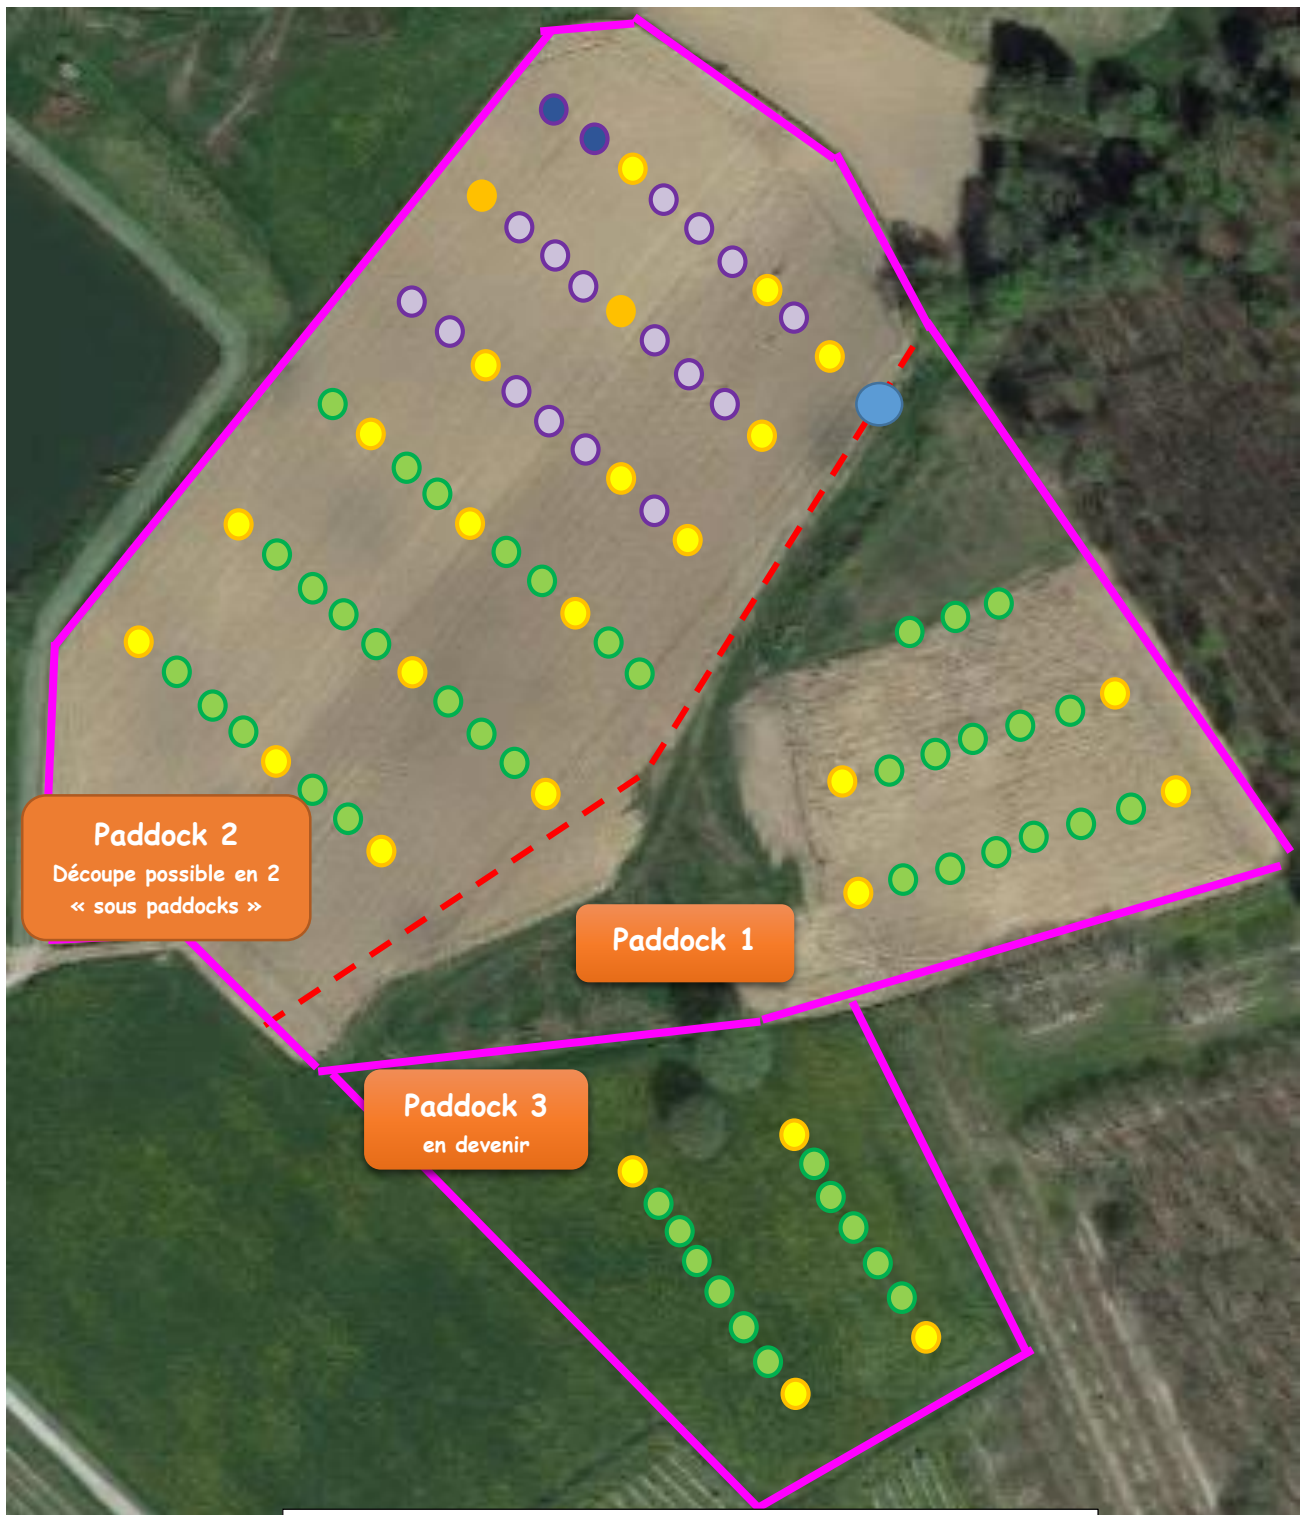 Paddock 2
Découpe possible en 2
« sous paddocks »
Paddock 1
Paddock 3
en devenir